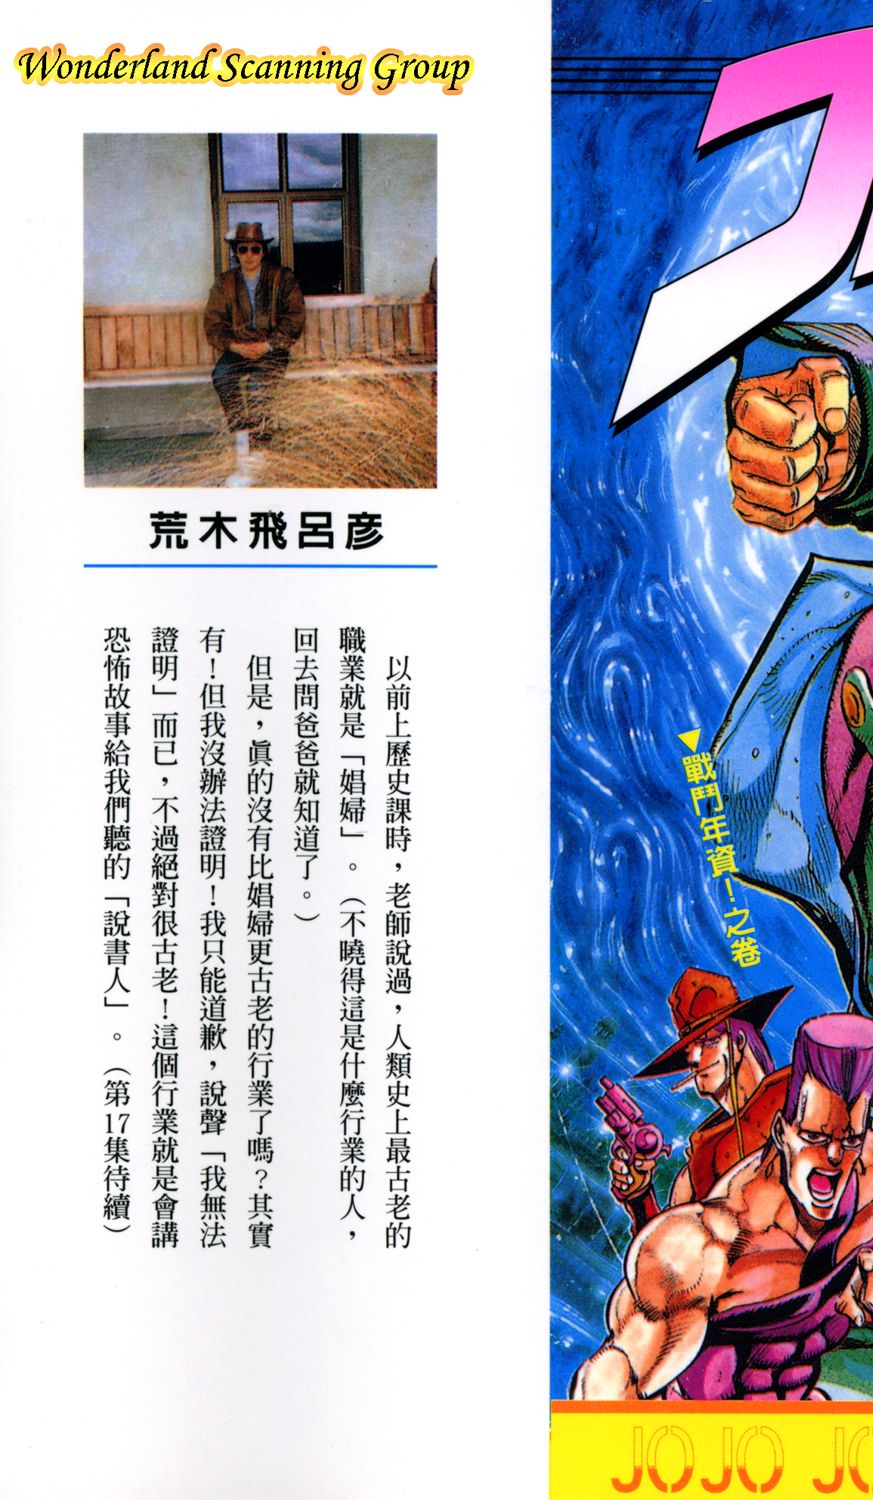 Wonderland Scanning Group
荒木飛呂彦
以前上歷史課時，老師說過，人類史上最古老的
職業就是「娼婦」。（不曉得這是什麼行業的人，
回去問爸爸就知道了。）
但是，真的沒有比娼婦更古老的行業了嗎？其實
有！但我沒辦法證明！我只能道歉，說聲「我無法
證明」而已，不過絕對很古老！這個行業就是會講
恐怖故事給我們聽的「說書人」。（第17集待續）
▼戰鬥年資！之卷
JOJO JO